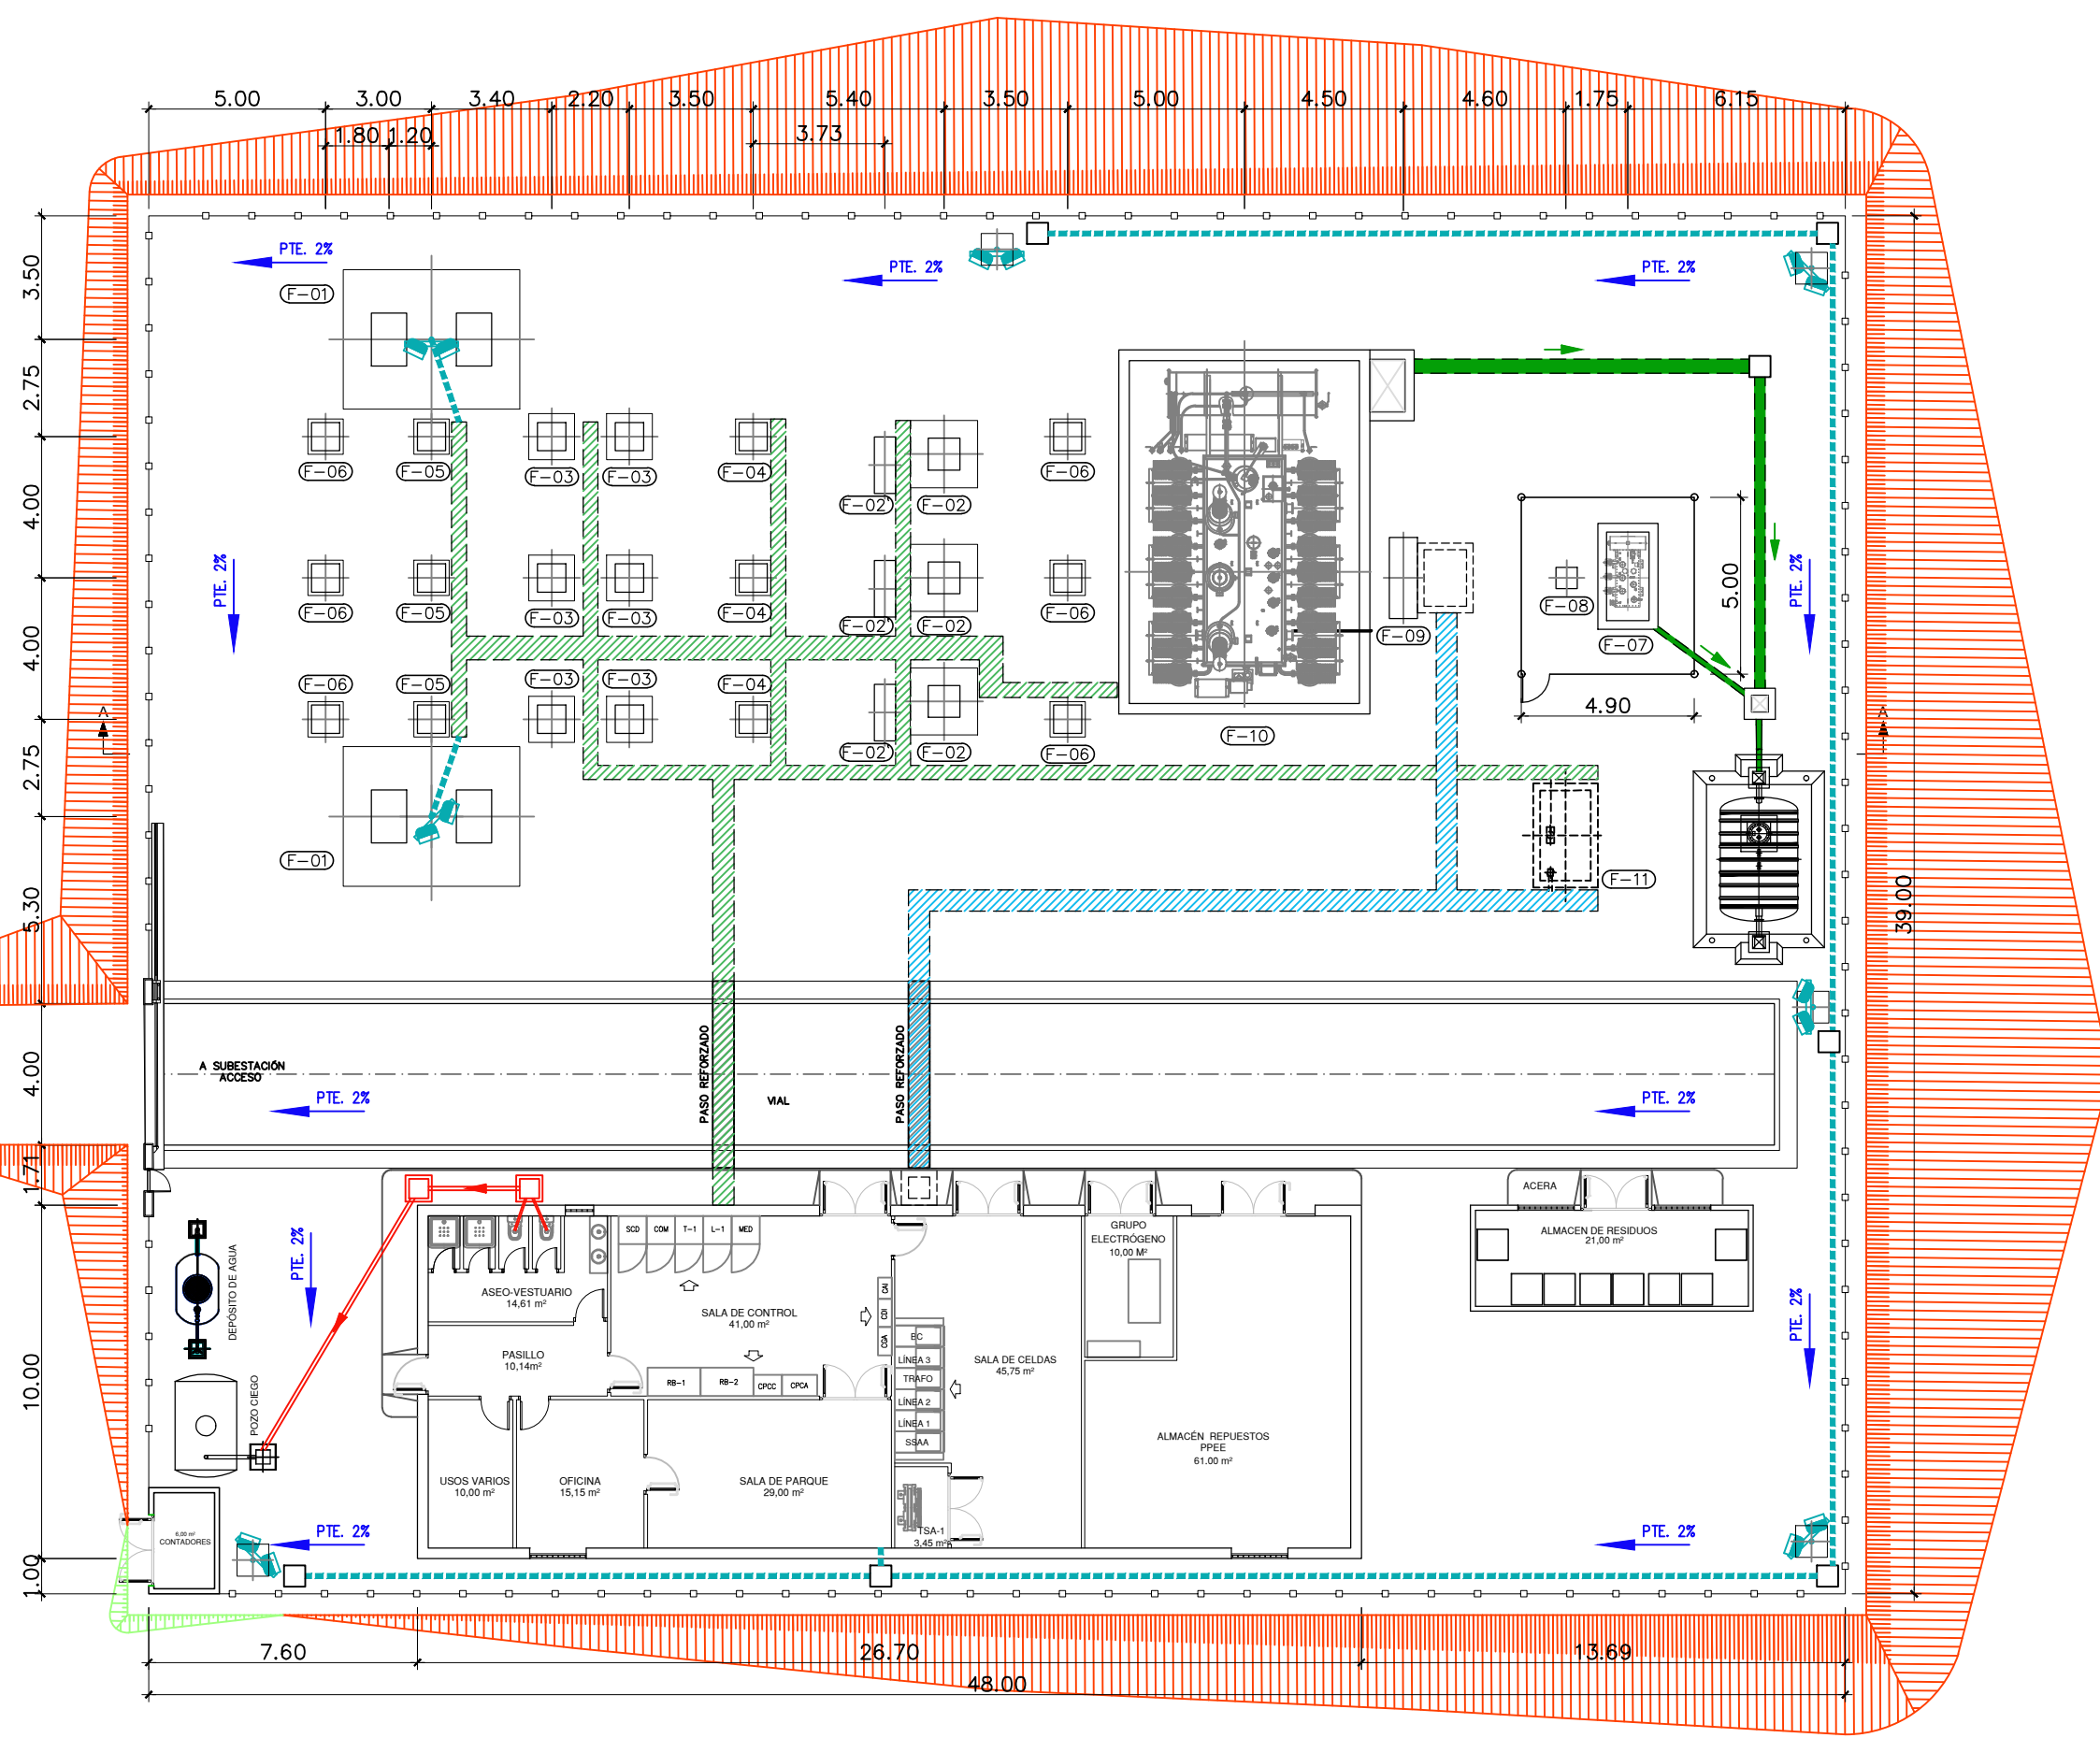 5.00 3.00 3.40 2.20 3.50 5.40 3.50 5.00 4.50 4.60 1.75 6.15
1.80 1.20 3.73
PTE. 2% PTE. 2% PTE. 2%
3.50
F-01
2.75
F-06 F-05 F-03 F-03 F-04 F-02' F-02 F-06
4.00
PTE. 2% 5.00 PTE. 2%
F-06 F-05 F-03 F-03 F-04 F-02' F-02 F-06 F-09 F-08
F-07
4.00
F-06 F-05 F-03 F-03 F-04
4.90
A A
F-02' F-02 F-06 F-10
2.75
F-01
F-11
5.30
39.00
A SUBESTACIÓN
ACCESO
4.00
PASO REFORZADO
PASO REFORZADO
VIAL
PTE. 2% PTE. 2%
1.71
ACERA
SCD COM T-1 L-1 MED
GRUPO
ELECTRÓGENO
10,00 M²
ALMACEN DE RESIDUOS
21,00 m²
PTE. 2%
DEPÓSITO DE AGUA
ASEO-VESTUARIO
14,61 m²
SALA DE CONTROL
41,00 m²
CAI
CDI
CGA
PTE. 2%
BC
LÍNEA 3
TRAFO
LÍNEA 2
LÍNEA 1
SSAA
SALA DE CELDAS
45,75 m²
PASILLO
10,14m²
RB-1 RB-2 CPCC CPCA
10.00
POZO CIEGO
ALMACÉN REPUESTOS
PPEE
61.00 m²
USOS VARIOS
10,00 m²
OFICINA
15,15 m²
SALA DE PARQUE
29,00 m²
TSA-1
3,45 m²
6,00 m²
CONTADORES
PTE. 2% PTE. 2%
1.00
7.60 26.70 13.69
48.00